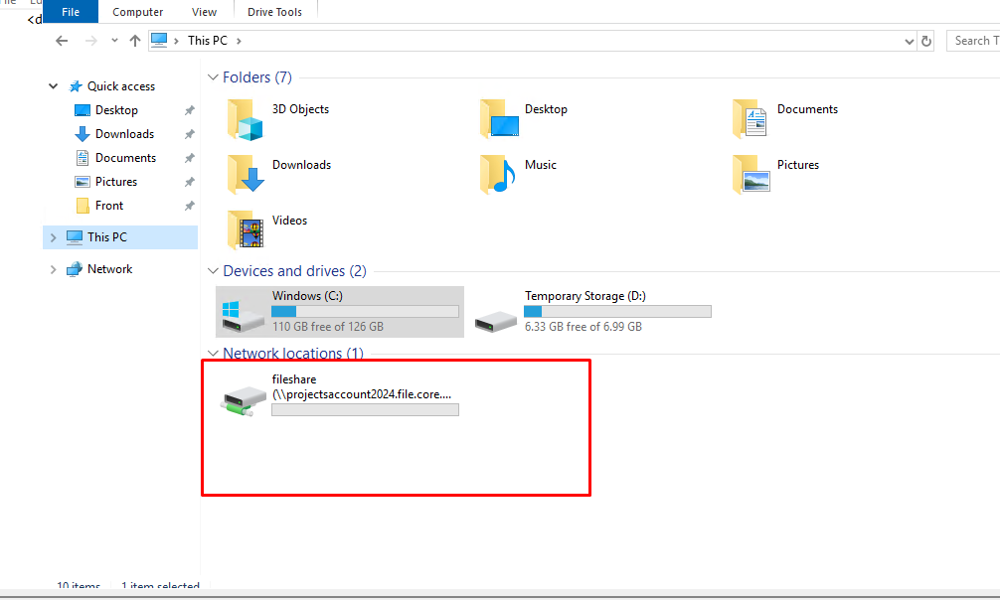 File Computer View Drive Tools
<d
This PC
Search T
Quick access
Desktop
Downloads
Documents
Pictures
Front
This PC
Network
Folders (7)
3D Objects
Desktop
Documents
Downloads
Music
Pictures
Videos
Devices and drives (2)
Windows (C:)
110 GB free of 126 GB
Temporary Storage (D:)
6.33 GB free of 6.99 GB
Network locations (1)
fileshare
(\\projectsaccount2024.file.core....
10 items 1 item selected